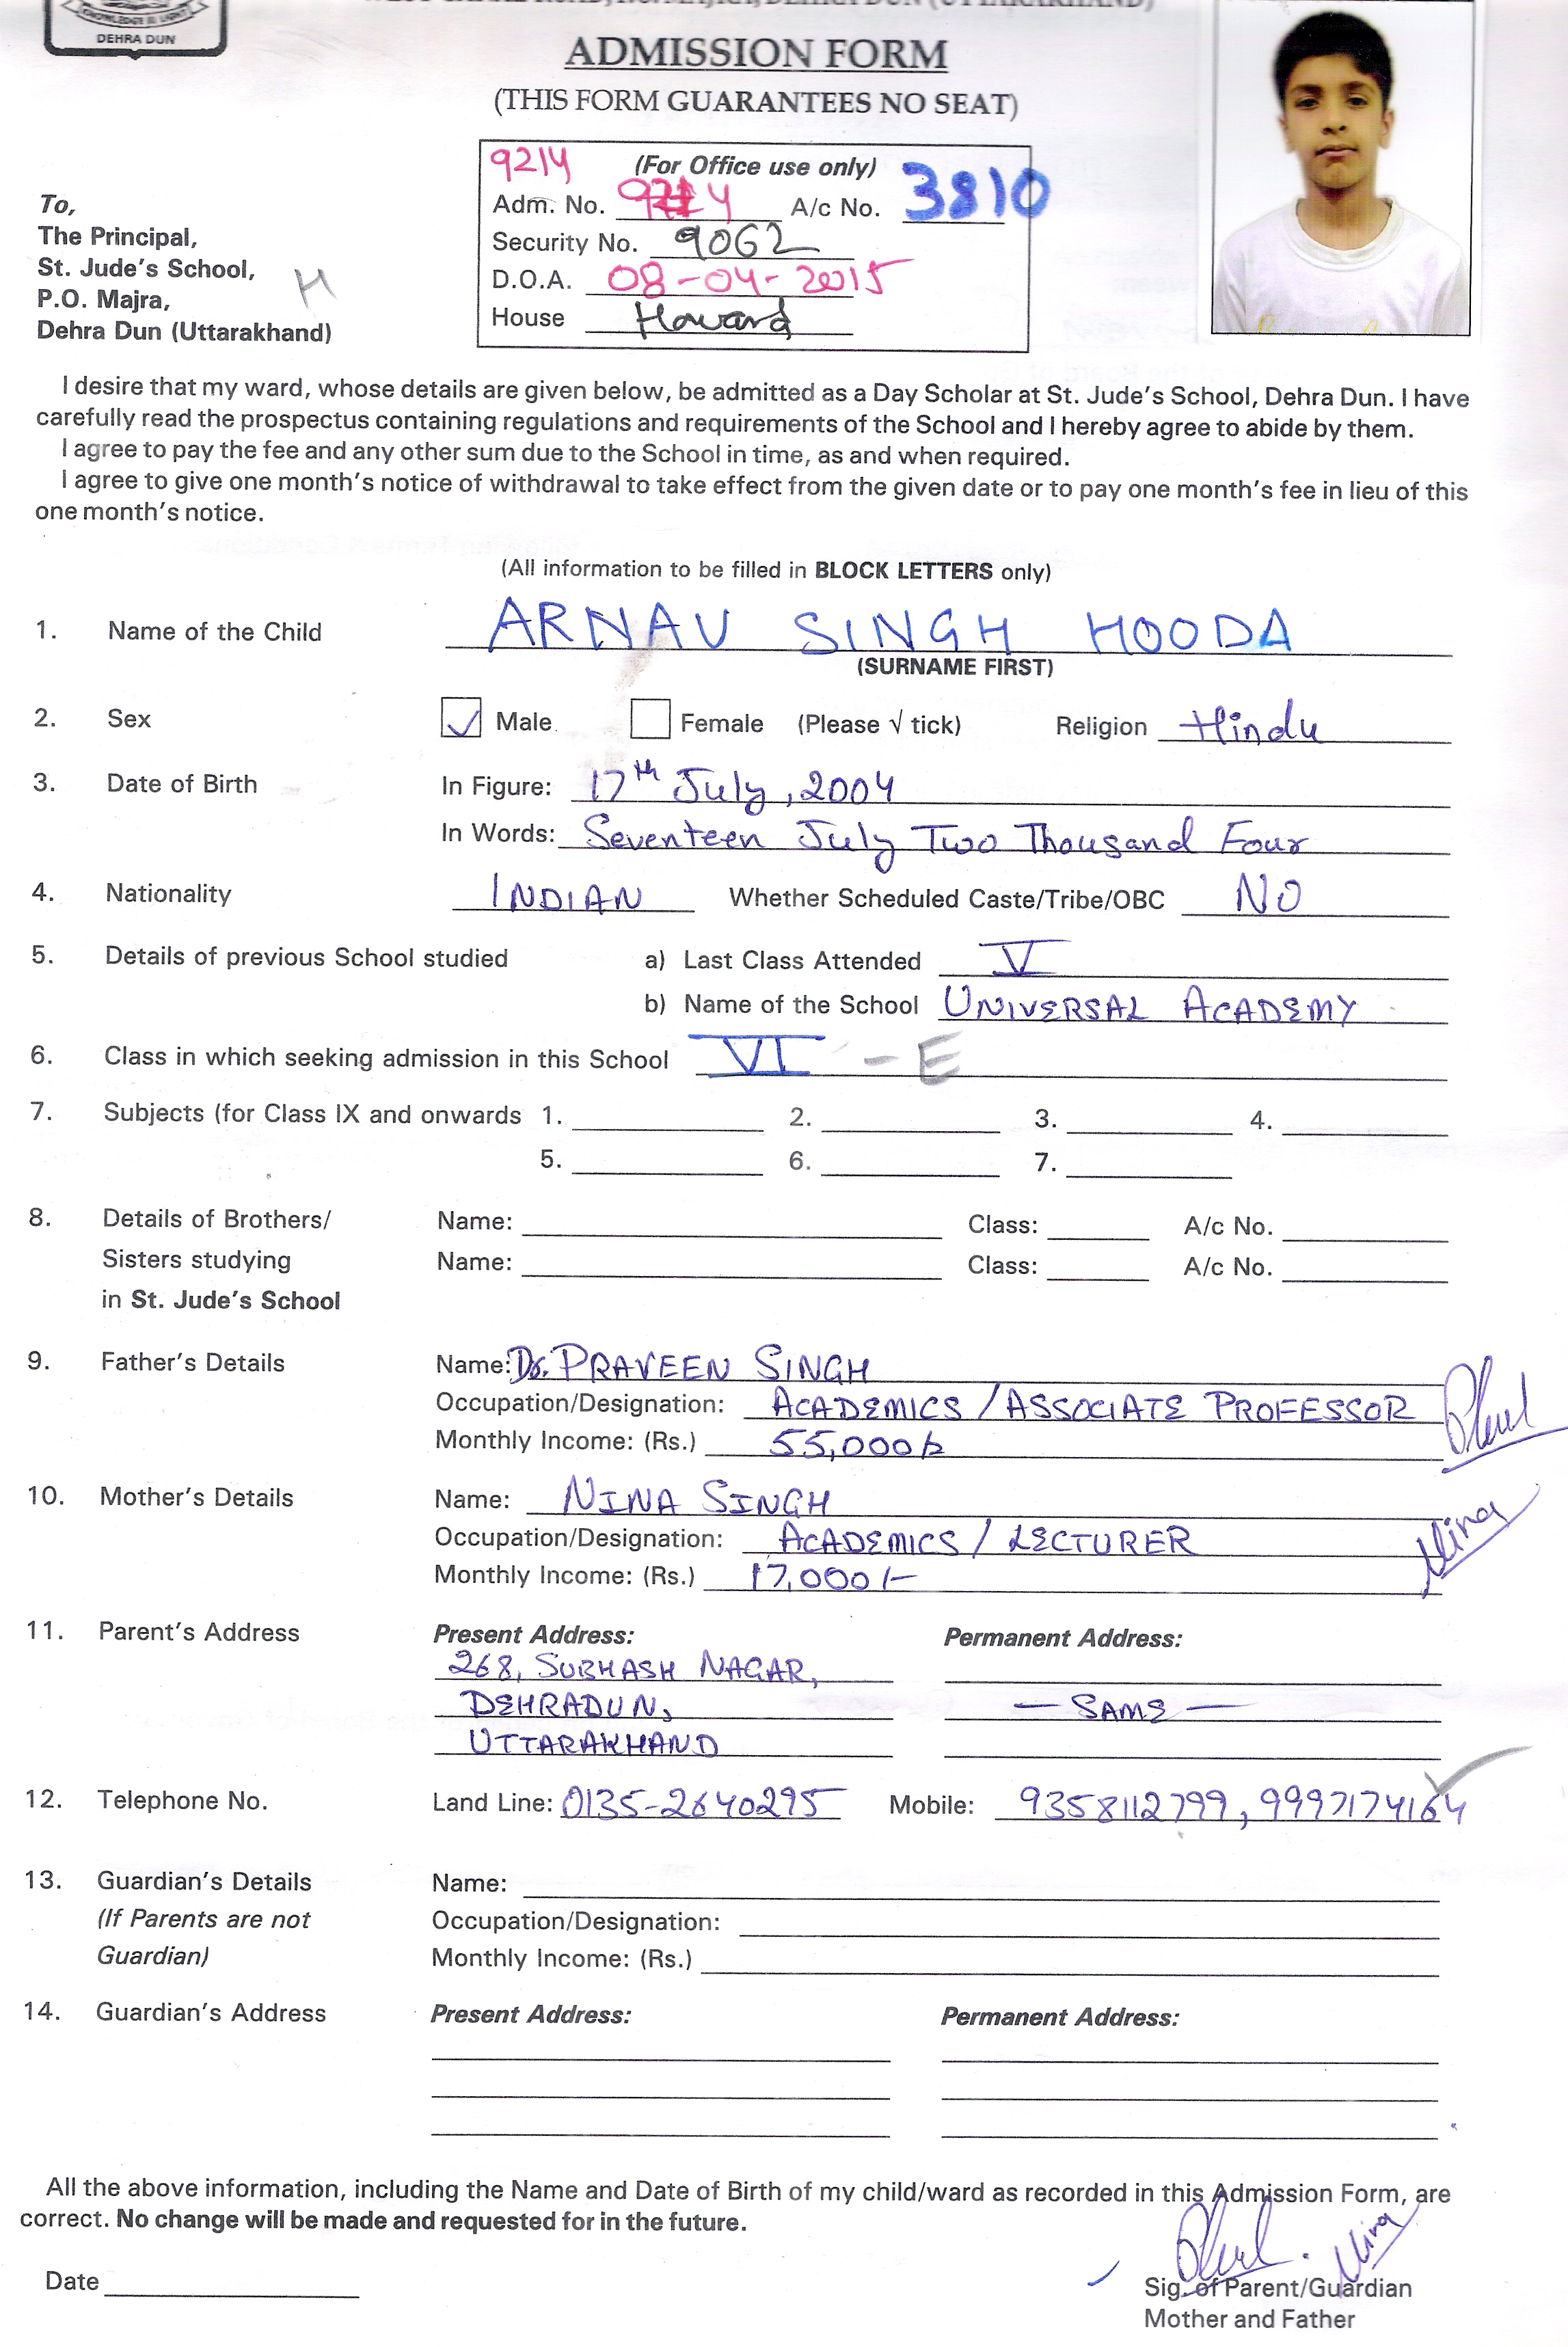 KNOWLEDGE IS LIGHT
DEHRA DUN
ADMISSION FORM
(THIS FORM GUARANTEES NO SEAT)
9214 (For Office use only)
Adm. No. 9214 A/c No. 3810
Security No. 9062
D.O.A. 08-04-2015
House Howard
To,
The Principal,
St. Jude's School,
P.O. Majra,
Dehra Dun (Uttarakhand)
H
I desire that my ward, whose details are given below, be admitted as a Day Scholar at St. Jude's School, Dehra Dun. I have
carefully read the prospectus containing regulations and requirements of the School and I hereby agree to abide by them.
I agree to pay the fee and any other sum due to the School in time, as and when required.
I agree to give one month's notice of withdrawal to take effect from the given date or to pay one month's fee in lieu of this
one month's notice.
(All information to be filled in BLOCK LETTERS only)
1. Name of the Child ARNAV SINGH HOODA
(SURNAME FIRST)
2. Sex ✓ Male Female (Please √ tick) Religion Hindu
3. Date of Birth In Figure: 17th July, 2004
In Words: Seventeen July Two Thousand Four
4. Nationality INDIAN Whether Scheduled Caste/Tribe/OBC NO
5. Details of previous School studied a) Last Class Attended V
b) Name of the School UNIVERSAL ACADEMY
6. Class in which seeking admission in this School VI - E
7. Subjects (for Class IX and onwards 1. 2. 3. 4.
5. 6. 7.
8. Details of Brothers/ Name: Class: A/c No.
Sisters studying Name: Class: A/c No.
in St. Jude's School
9. Father's Details Name: Dr. PRAVEEN SINGH
Occupation/Designation: ACADEMICS / ASSOCIATE PROFESSOR
Monthly Income: (Rs.) 55,000/-
10. Mother's Details Name: NINA SINGH
Occupation/Designation: ACADEMICS / LECTURER
Nina
Monthly Income: (Rs.) 17,000/-
11. Parent's Address Present Address: Permanent Address:
268, SUBHASH NAGAR,
DEHRADUN, — SAME —
UTTARAKHAND
12. Telephone No. Land Line: 0135-2640295 Mobile: 9358112799, 9997174164
13. Guardian's Details Name:
(If Parents are not Occupation/Designation:
Guardian) Monthly Income: (Rs.)
14. Guardian's Address Present Address: Permanent Address:
All the above information, including the Name and Date of Birth of my child/ward as recorded in this Admission Form, are
correct. No change will be made and requested for in the future.
Nina
Date Sig. of Parent/Guardian
Mother and Father